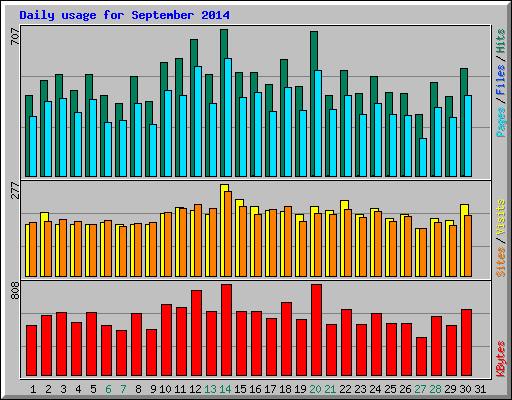 Daily usage for September 2014
707
Pages / Files / Hits
277
Sites / Visits
808
KBytes
1 2 3 4 5 6 7 8 9 10 11 12 13 14 15 16 17 18 19 20 21 22 23 24 25 26 27 28 29 30 31